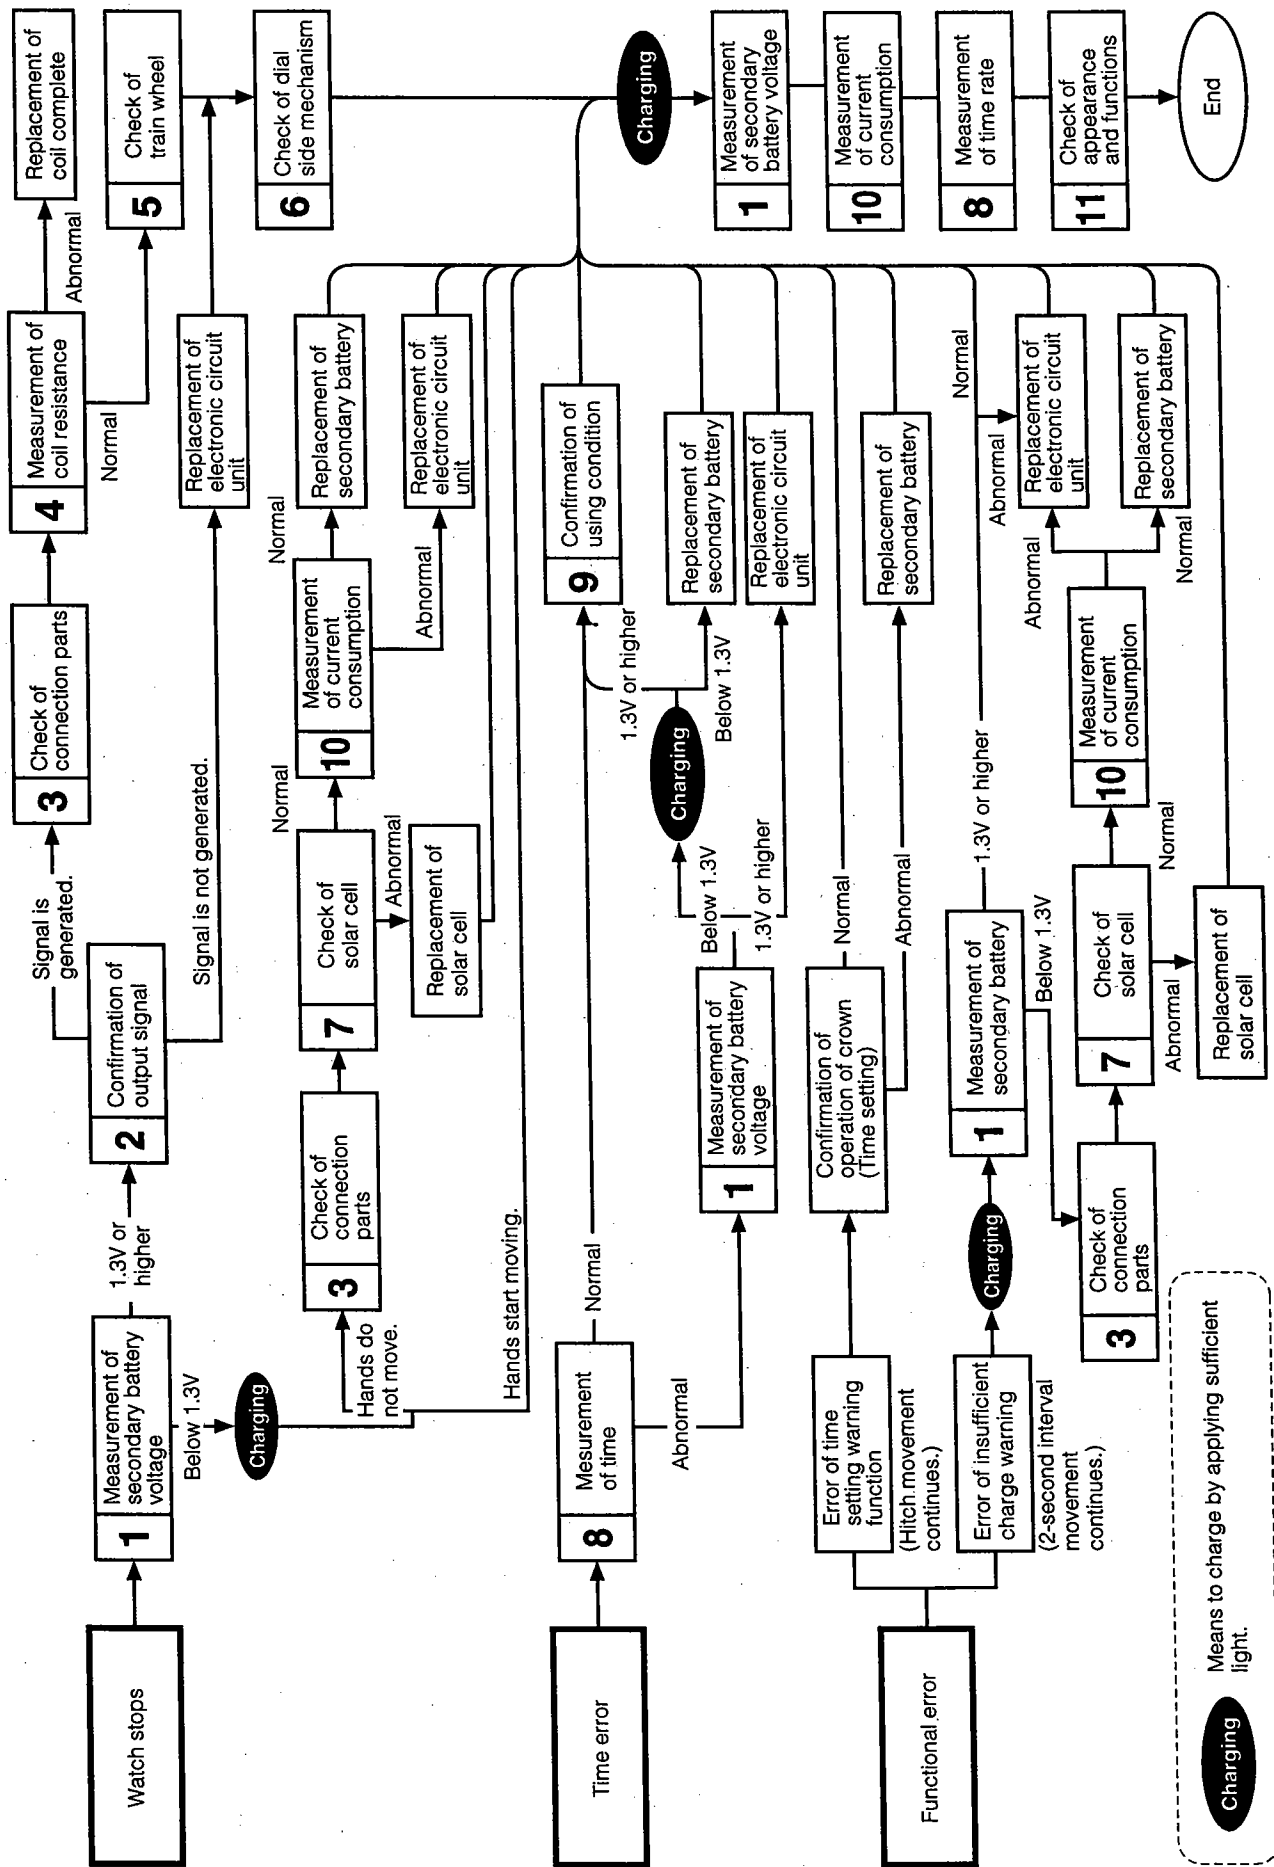 Watch stops
1
Measurement of
secondary battery
voltage
Below 1.3V
Charging
1.3V or
higher
2
Confirmation of
output signal
Signal is
generated.
Signal is not generated.
3
Check of
connection parts
4
Measurement of
coil resistance
Abnormal
Normal
Replacement of
coil complete
5
Check of
train wheel
Replacement of
electronic circuit
unit
6
Check of dial
side mechanism
Hands do
not move.
Hands start moving.
3
Check of
connection
parts
7
Check of
solar cell
Normal
Abnormal
Replacement of
solar cell
10
Measurement
of current
consumption
Normal
Abnormal
Replacement of
secondary battery
Replacement of
electronic circuit
unit
Time error
8
Mesurement
of time
Normal
Abnormal
1
Measurement of
secondary battery
voltage
Below 1.3V
1.3V or higher
Charging
1.3V or higher
Below 1.3V
9
Confirmation of
using condition
Replacement of
secondary battery
Replacement of
electronic circuit
unit
Functional error
Error of time
setting warning
function
(Hitch movement
continues.)
Confirmation of
operation of crown
(Time setting)
Normal
Abnormal
Replacement of
secondary battery
Error of insufficient
charge warning
(2-second interval
movement
continues.)
Charging
1
Measurement of
secondary battery
1.3V or higher
Below 1.3V
Normal
Abnormal
3
Check of
connection
parts
7
Check of
solar cell
Normal
Abnormal
Replacement of
solar cell
10
Measurement
of current
consumption
Abnormal
Normal
Replacement of
electronic circuit
unit
Replacement of
secondary battery
Charging
1
Measurement
of secondary
battery voltage
10
Measurement
of current
consumption
8
Measurement
of time rate
11
Check of
appearance
and functions
End
Charging
Means to charge by applying sufficient
light.